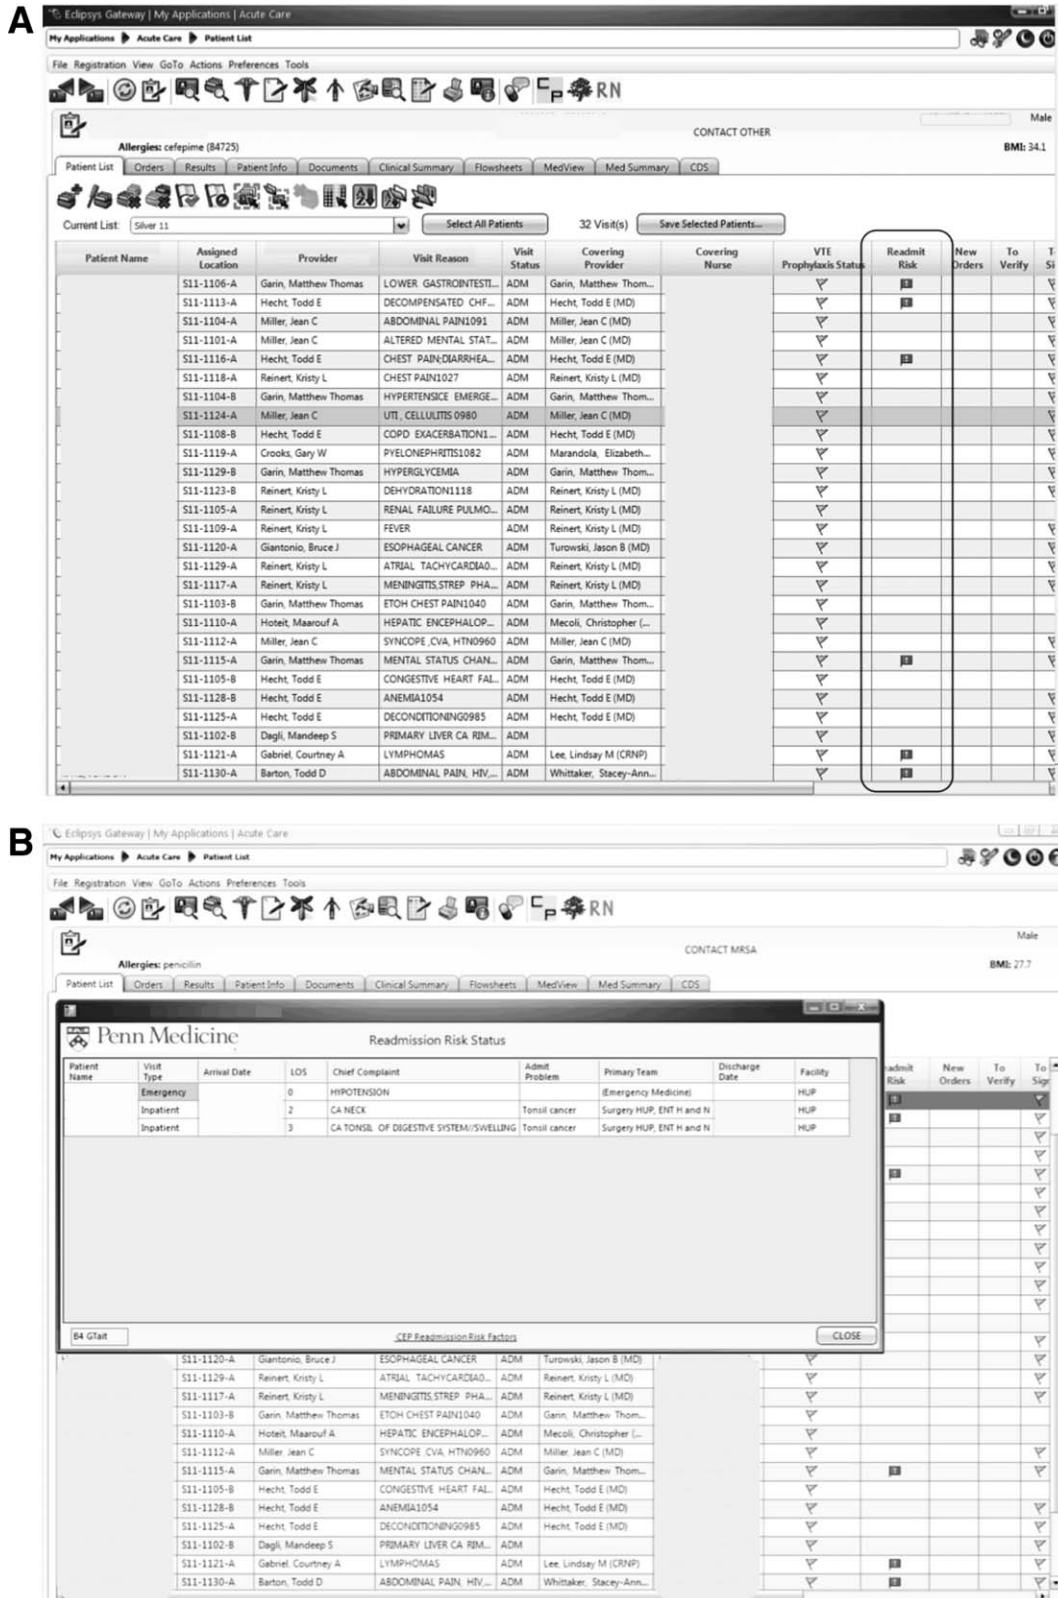 A
Eclipsys Gateway | My Applications | Acute Care
My Applications Acute Care Patient List
File Registration View GoTo Actions Preferences Tools
C P RN
Male
CONTACT OTHER
Allergies: cefepime (84725) BMI: 34.1
Patient List Orders Results Patient Info Documents Clinical Summary Flowsheets MedView Med Summary CDS
Current List: Silver 11 Select All Patients 32 Visit(s) Save Selected Patients...
Patient Name Assigned Location Provider Visit Reason Visit Status Covering Provider Covering Nurse VTE Prophylaxis Status Readmit Risk New Orders To Verify T Si
S11-1106-A Garin, Matthew Thomas LOWER GASTROINTESTI... ADM Garin, Matthew Thom...
S11-1113-A Hecht, Todd E DECOMPENSATED CHF... ADM Hecht, Todd E (MD)
S11-1104-A Miller, Jean C ABDOMINAL PAIN1091 ADM Miller, Jean C (MD)
S11-1101-A Miller, Jean C ALTERED MENTAL STAT... ADM Miller, Jean C (MD)
S11-1116-A Hecht, Todd E CHEST PAIN;DIARRHEA... ADM Hecht, Todd E (MD)
S11-1118-A Reinert, Kristy L CHEST PAIN1027 ADM Reinert, Kristy L (MD)
S11-1104-B Garin, Matthew Thomas HYPERTENSICE EMERGE... ADM Garin, Matthew Thom...
S11-1124-A Miller, Jean C UTI , CELLULITIS 0980 ADM Miller, Jean C (MD)
S11-1108-B Hecht, Todd E COPD EXACERBATION1... ADM Hecht, Todd E (MD)
S11-1119-A Crooks, Gary W PYELONEPHRITIS1082 ADM Marandola, Elizabeth...
S11-1129-B Garin, Matthew Thomas HYPERGLYCEMIA ADM Garin, Matthew Thom...
S11-1123-B Reinert, Kristy L DEHYDRATION1118 ADM Reinert, Kristy L (MD)
S11-1105-A Reinert, Kristy L RENAL FAILURE PULMO... ADM Reinert, Kristy L (MD)
S11-1109-A Reinert, Kristy L FEVER ADM Reinert, Kristy L (MD)
S11-1120-A Giantonio, Bruce J ESOPHAGEAL CANCER ADM Turowski, Jason B (MD)
S11-1129-A Reinert, Kristy L ATRIAL TACHYCARDIAO... ADM Reinert, Kristy L (MD)
S11-1117-A Reinert, Kristy L MENINGITIS,STREP PHA... ADM Reinert, Kristy L (MD)
S11-1103-B Garin, Matthew Thomas ETOH CHEST PAIN1040 ADM Garin, Matthew Thom...
S11-1110-A Hoteit, Maarouf A HEPATIC ENCEPHALOP... ADM Mecoli, Christopher (...
S11-1112-A Miller, Jean C SYNCOPE ,CVA, HTN0960 ADM Miller, Jean C (MD)
S11-1115-A Garin, Matthew Thomas MENTAL STATUS CHAN... ADM Garin, Matthew Thom...
S11-1105-B Hecht, Todd E CONGESTIVE HEART FAI... ADM Hecht, Todd E (MD)
S11-1128-B Hecht, Todd E ANEMIA1054 ADM Hecht, Todd E (MD)
S11-1125-A Hecht, Todd E DECONDITIONING0985 ADM Hecht, Todd E (MD)
S11-1102-B Dagli, Mandeep S PRIMARY LIVER CA RIM... ADM
S11-1121-A Gabriel, Courtney A LYMPHOMAS ADM Lee, Lindsay M (CRNP)
S11-1130-A Barton, Todd D ABDOMINAL PAIN, HIV,... ADM Whittaker, Stacey-Ann...
B
Eclipsys Gateway | My Applications | Acute Care
My Applications Acute Care Patient List
File Registration View GoTo Actions Preferences Tools
C P RN
Male
CONTACT MRSA
Allergies: penicillin BMI: 27.7
Patient List Orders Results Patient Info Documents Clinical Summary Flowsheets MedView Med Summary CDS
Penn Medicine Readmission Risk Status
Patient Name Visit Type Arrival Date LOS Chief Complaint Admit Problem Primary Team Discharge Date Facility
admit Risk New Orders To Verify To Sign
Emergency 0 HYPOTENSION (Emergency Medicine) HUP
Inpatient 2 CA NECK Tonsil cancer Surgery HUP, ENT H and N HUP
Inpatient 3 CA TONSIL OF DIGESTIVE SYSTEM//SWELLING Tonsil cancer Surgery HUP, ENT H and N HUP
B4 GTait CEP Readmission Risk Factors CLOSE
S11-1120-A Giantonio, Bruce J ESOPHAGEAL CANCER ADM Turowski, Jason B (MD)
S11-1129-A Reinert, Kristy L ATRIAL TACHYCARDIAO... ADM Reinert, Kristy L (MD)
S11-1117-A Reinert, Kristy L MENINGITIS,STREP PHA... ADM Reinert, Kristy L (MD)
S11-1103-B Garin, Matthew Thomas ETOH CHEST PAIN1040 ADM Garin, Matthew Thom...
S11-1110-A Hoteit, Maarouf A HEPATIC ENCEPHALOP... ADM Mecoli, Christopher (...
S11-1112-A Miller, Jean C SYNCOPE ,CVA, HTN0960 ADM Miller, Jean C (MD)
S11-1115-A Garin, Matthew Thomas MENTAL STATUS CHAN... ADM Garin, Matthew Thom...
S11-1105-B Hecht, Todd E CONGESTIVE HEART FAI... ADM Hecht, Todd E (MD)
S11-1128-B Hecht, Todd E ANEMIA1054 ADM Hecht, Todd E (MD)
S11-1125-A Hecht, Todd E DECONDITIONING0985 ADM Hecht, Todd E (MD)
S11-1102-B Dagli, Mandeep S PRIMARY LIVER CA RIM... ADM
S11-1121-A Gabriel, Courtney A LYMPHOMAS ADM Lee, Lindsay M (CRNP)
S11-1130-A Barton, Todd D ABDOMINAL PAIN, HIV,... ADM Whittaker, Stacey-Ann...